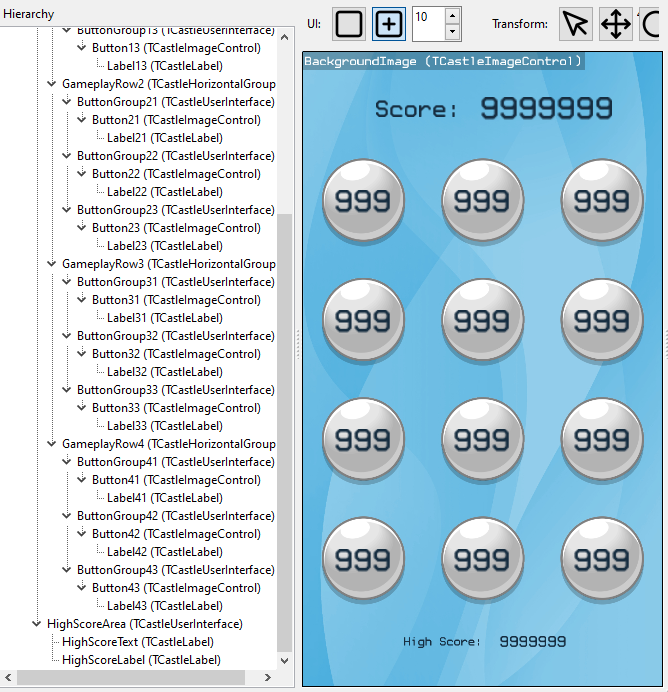 Hierarchy
ButtonGroup13 (TCastleUserInterface)
Button13 (TCastleImageControl)
Label13 (TCastleLabel)
GameplayRow2 (TCastleHorizontalGroup
ButtonGroup21 (TCastleUserInterface)
Button21 (TCastleImageControl)
Label21 (TCastleLabel)
ButtonGroup22 (TCastleUserInterface)
Button22 (TCastleImageControl)
Label22 (TCastleLabel)
ButtonGroup23 (TCastleUserInterface)
Button23 (TCastleImageControl)
Label23 (TCastleLabel)
GameplayRow3 (TCastleHorizontalGroup
ButtonGroup31 (TCastleUserInterface)
Button31 (TCastleImageControl)
Label31 (TCastleLabel)
ButtonGroup32 (TCastleUserInterface)
Button32 (TCastleImageControl)
Label32 (TCastleLabel)
ButtonGroup33 (TCastleUserInterface)
Button33 (TCastleImageControl)
Label33 (TCastleLabel)
GameplayRow4 (TCastleHorizontalGroup
ButtonGroup41 (TCastleUserInterface)
Button41 (TCastleImageControl)
Label41 (TCastleLabel)
ButtonGroup42 (TCastleUserInterface)
Button42 (TCastleImageControl)
Label42 (TCastleLabel)
ButtonGroup43 (TCastleUserInterface)
Button43 (TCastleImageControl)
Label43 (TCastleLabel)
HighScoreArea (TCastleUserInterface)
HighScoreText (TCastleLabel)
HighScoreLabel (TCastleLabel)
UI: 10 Transform:
BackgroundImage (TCastleImageControl)
Score: 9999999
999 999 999
999 999 999
999 999 999
999 999 999
High Score: 9999999